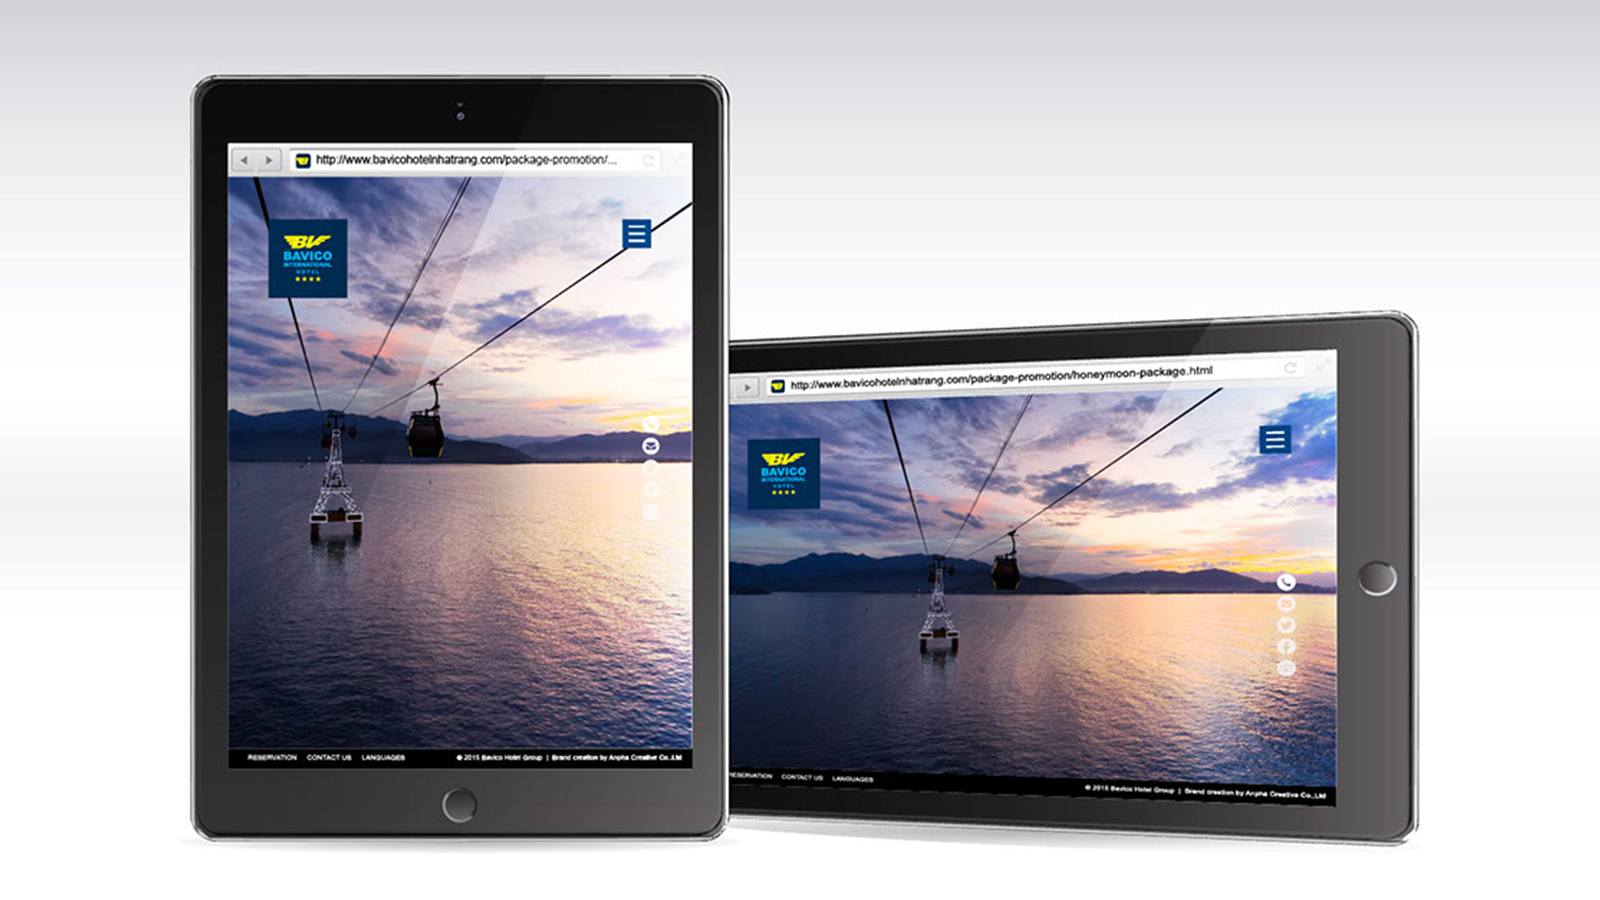 http://www.bavicohotelnhatrang.com/package-promotion/...
BV
BAVICO
INTERNATIONAL
HOTEL
RESERVATION CONTACT US LANGUAGES © 2015 Bavico Hotel Group | Brand creation by Anpha Creative Co.,Ltd
http://www.bavicohotelnhatrang.com/package-promotion/honeymoon-package.html
BV
BAVICO
INTERNATIONAL
HOTEL
RESERVATION CONTACT US LANGUAGES © 2015 Bavico Hotel Group | Brand creation by Anpha Creative Co.,Ltd